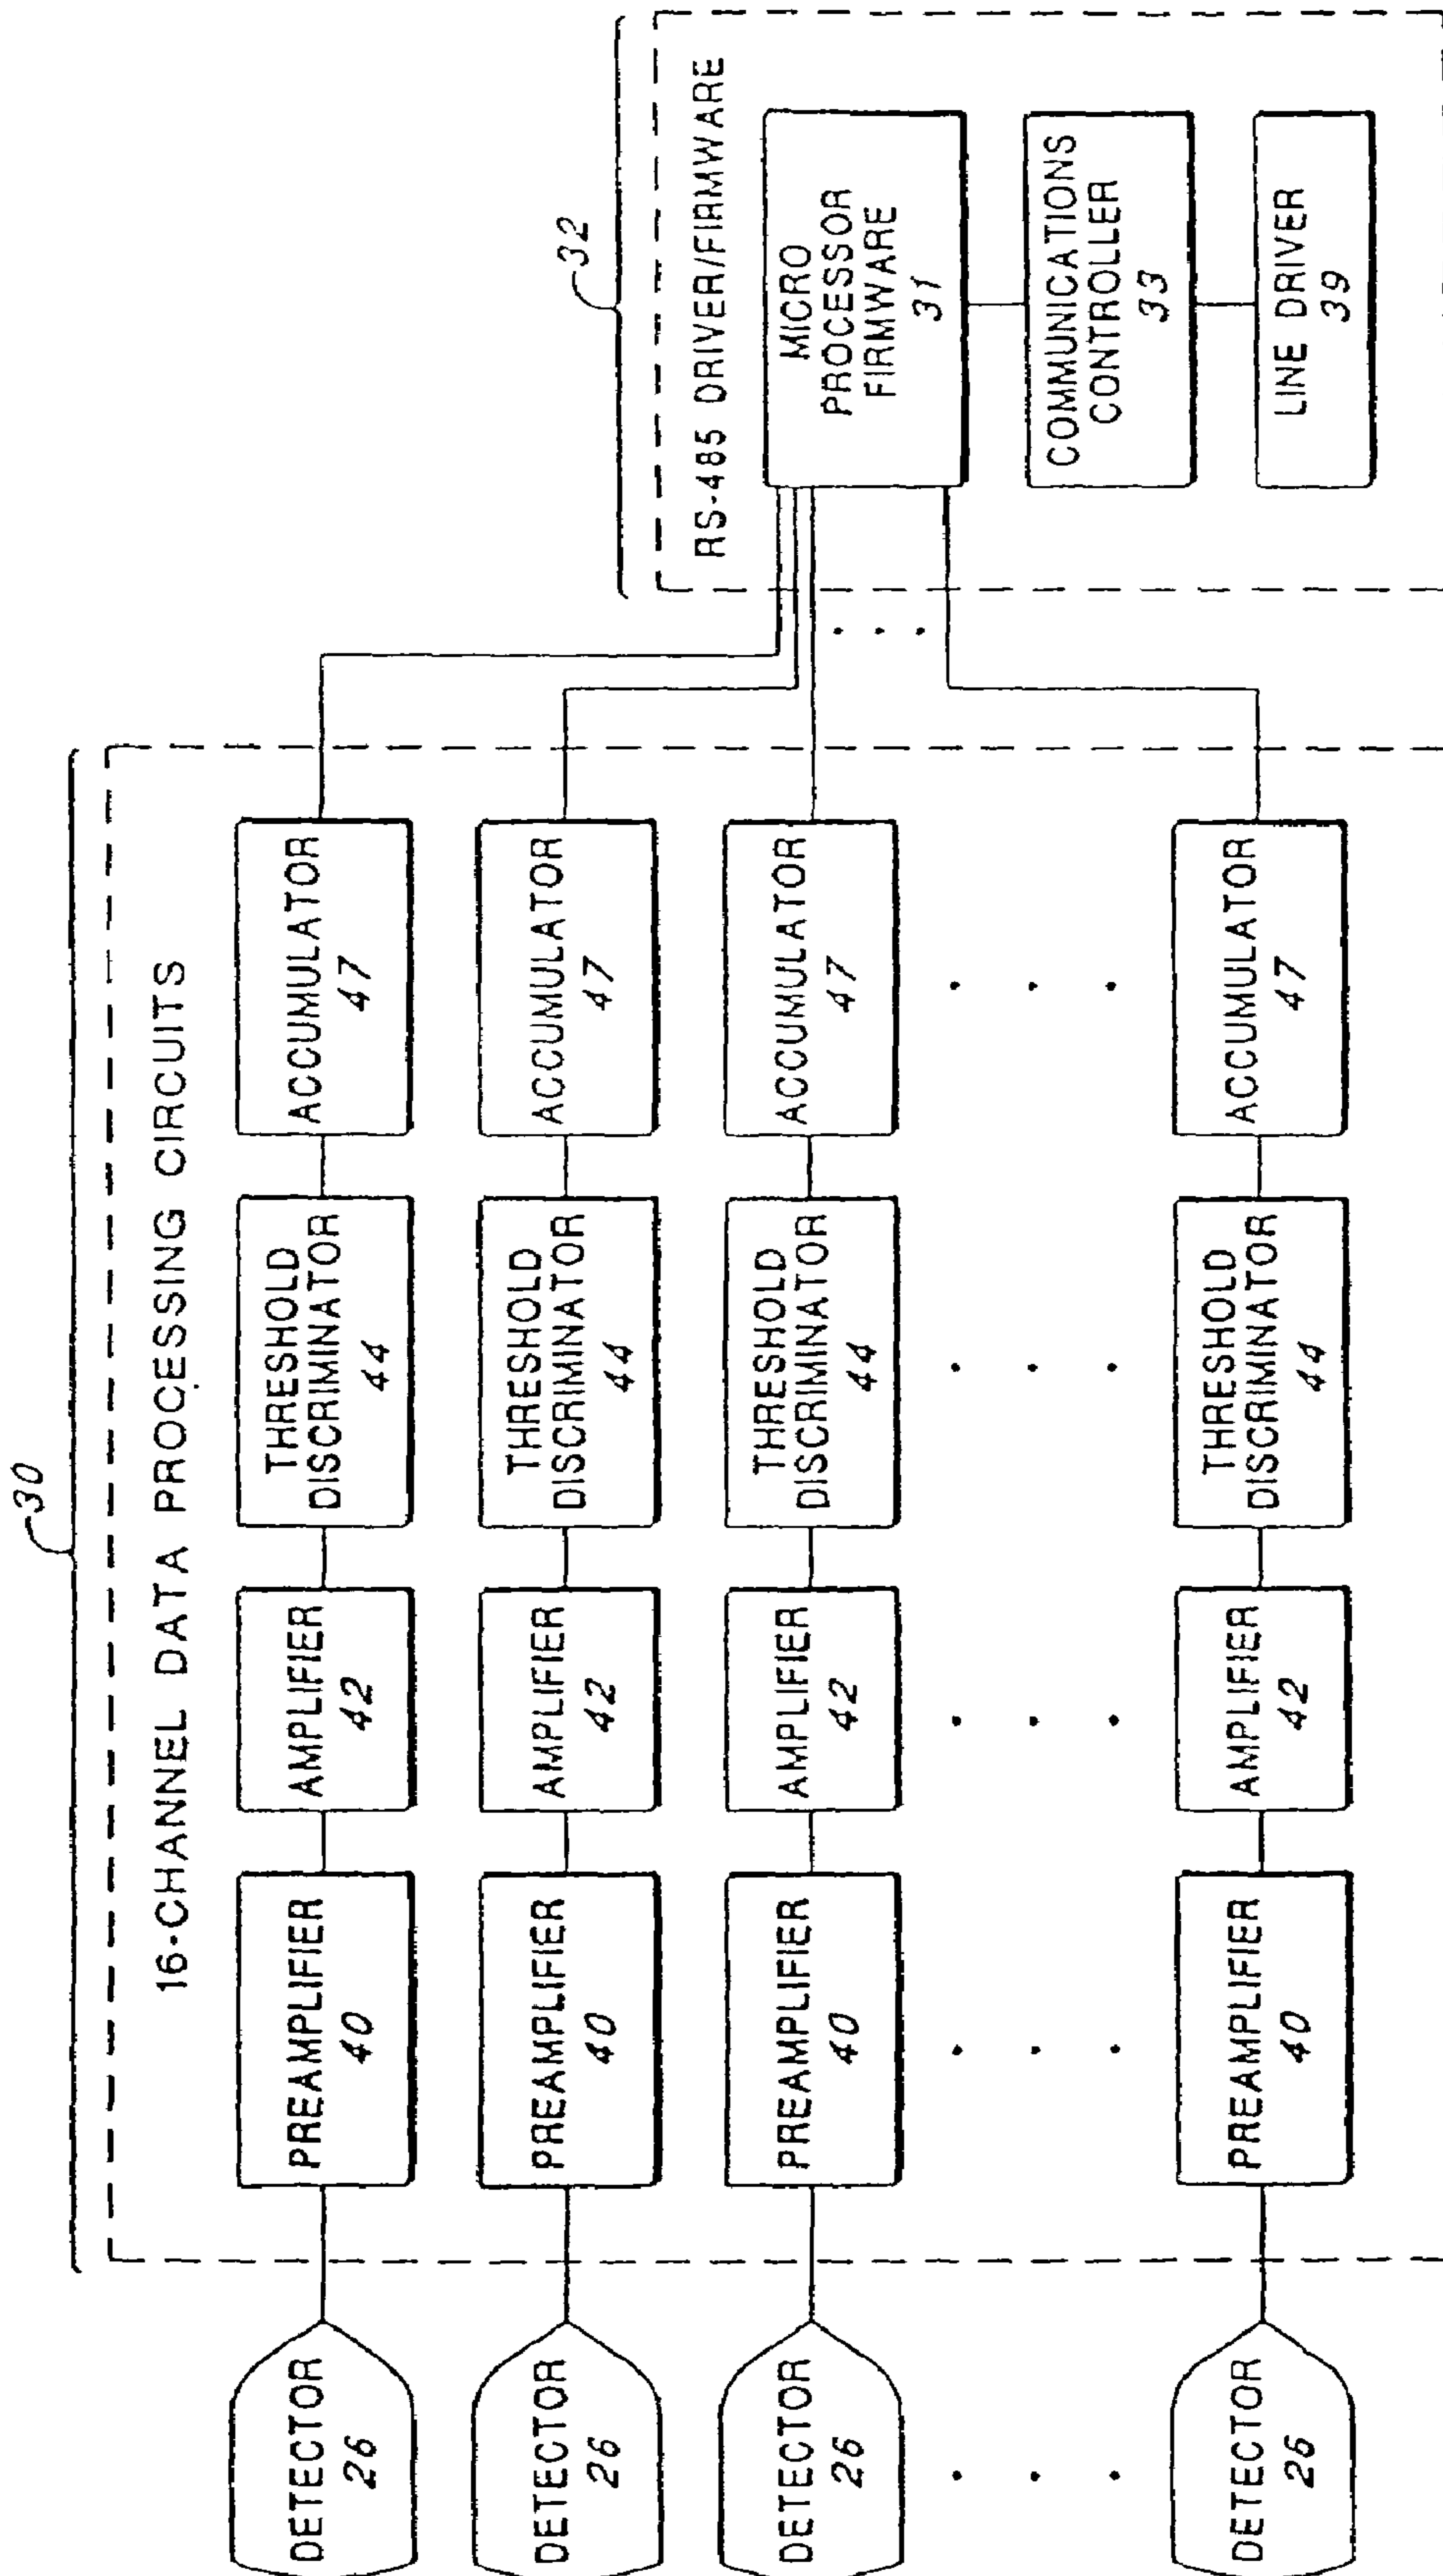 30
16-CHANNEL DATA PROCESSING CIRCUITS
DETECTOR
26
PREAMPLIFIER
40
AMPLIFIER
42
THRESHOLD
DISCRIMINATOR
44
ACCUMULATOR
47
DETECTOR
26
PREAMPLIFIER
40
AMPLIFIER
42
THRESHOLD
DISCRIMINATOR
44
ACCUMULATOR
47
DETECTOR
26
PREAMPLIFIER
40
AMPLIFIER
42
THRESHOLD
DISCRIMINATOR
44
ACCUMULATOR
47
DETECTOR
26
PREAMPLIFIER
40
AMPLIFIER
42
THRESHOLD
DISCRIMINATOR
44
ACCUMULATOR
47
32
RS-485 DRIVER/FIRMWARE
MICRO
PROCESSOR
FIRMWARE
31
COMMUNICATIONS
CONTROLLER
33
LINE DRIVER
39